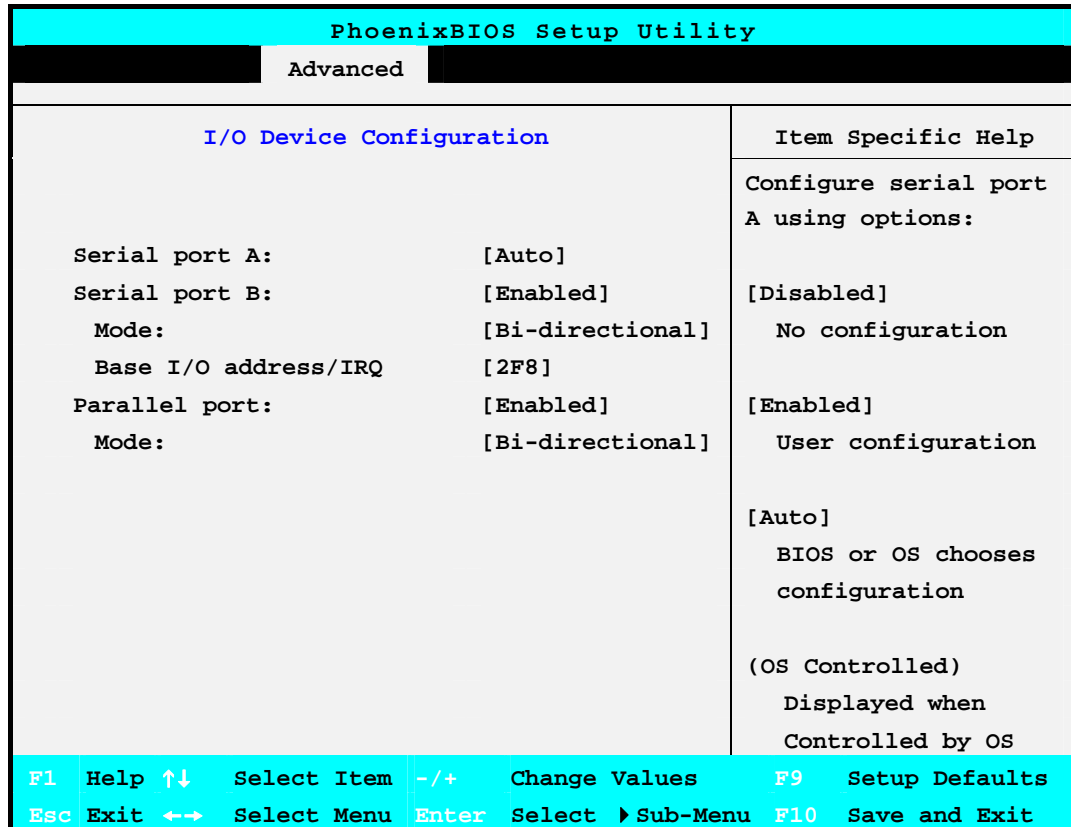 PhoenixBIOS Setup Utility
Advanced
I/O Device Configuration
Serial port A: [Auto]
Serial port B: [Enabled]
Mode: [Bi-directional]
Base I/O address/IRQ [2F8]
Parallel port: [Enabled]
Mode: [Bi-directional]
Item Specific Help
Configure serial port
A using options:
[Disabled]
No configuration
[Enabled]
User configuration
[Auto]
BIOS or OS chooses
configuration
(OS Controlled)
Displayed when
Controlled by OS
F1 Help ↑↓ Select Item -/+ Change Values F9 Setup Defaults
Esc Exit ←→ Select Menu Enter Select ▶Sub-Menu F10 Save and Exit